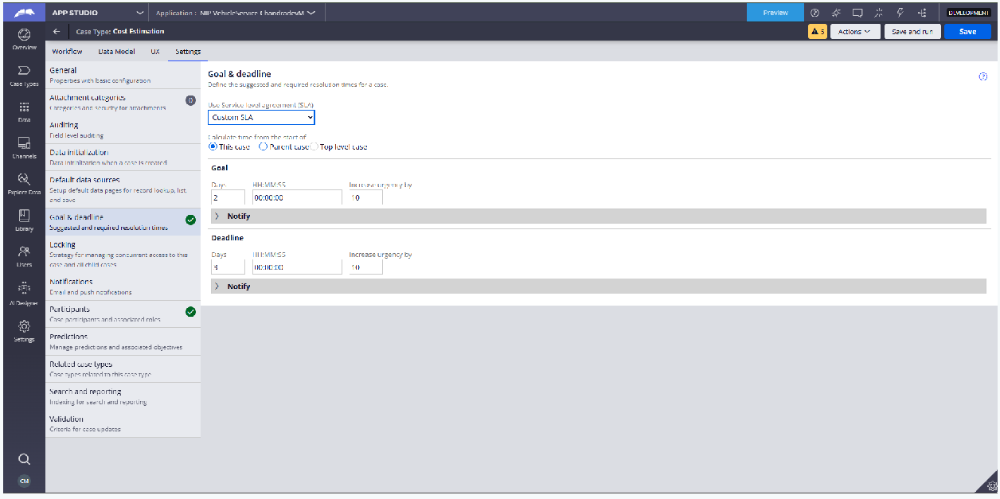 APP STUDIO
Application : NIP-VehicleService-ChandradevM
Preview
DEVELOPMENT
Case Type: Cost Estimation
5
Actions
Save and run
Save
Overview
Case Types
Data
Channels
Explore Data
Library
Users
AI Designer
Settings
CM
Workflow
Data Model
UX
Settings
General
Properties with basic configuration
Attachment categories
Categories and security for attachments
0
Auditing
Field level auditing
Data initialization
Data initialization when a case is created
Default data sources
Setup default data pages for record lookup, list,
and save
Goal & deadline
Suggested and required resolution times
Locking
Strategy for managing concurrent access to this
case and all child cases
Notifications
Email and push notifications
Participants
Case participants and associated roles
Predictions
Manage predictions and associated objectives
Related case types
Case types related to this case type
Search and reporting
Indexing for search and reporting
Validation
Criteria for case updates
Goal & deadline
Define the suggested and required resolution times for a case.
Use Service level agreement (SLA)
Custom SLA
Calculate time from the start of
This case Parent case Top level case
Goal
Days HH:MM:SS Increase urgency by
2 00:00:00 10
Notify
Deadline
Days HH:MM:SS Increase urgency by
3 00:00:00 10
Notify